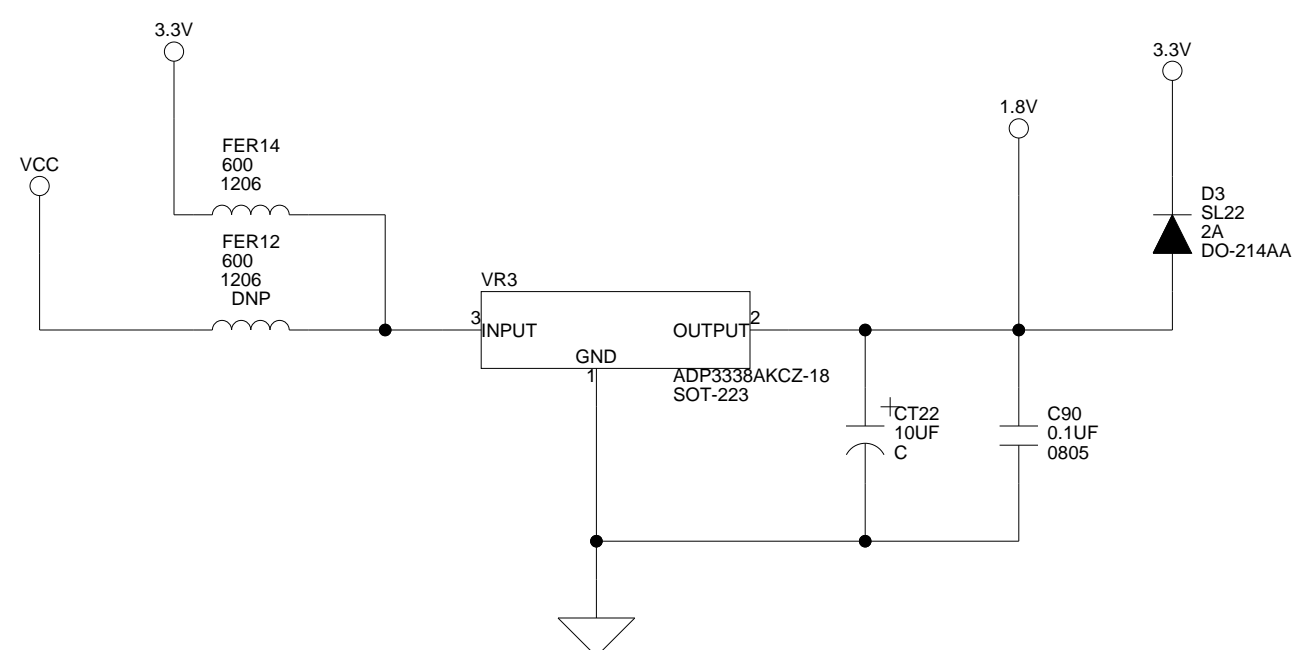 3.3V
3.3V
1.8V
FER14
600
1206
VCC
D3
SL22
2A
DO-214AA
FER12
600
1206
DNP
VR3
3
INPUT
OUTPUT
2
GND
1
ADP3338AKCZ-18
SOT-223
+
CT22
10UF
C
C90
0.1UF
0805